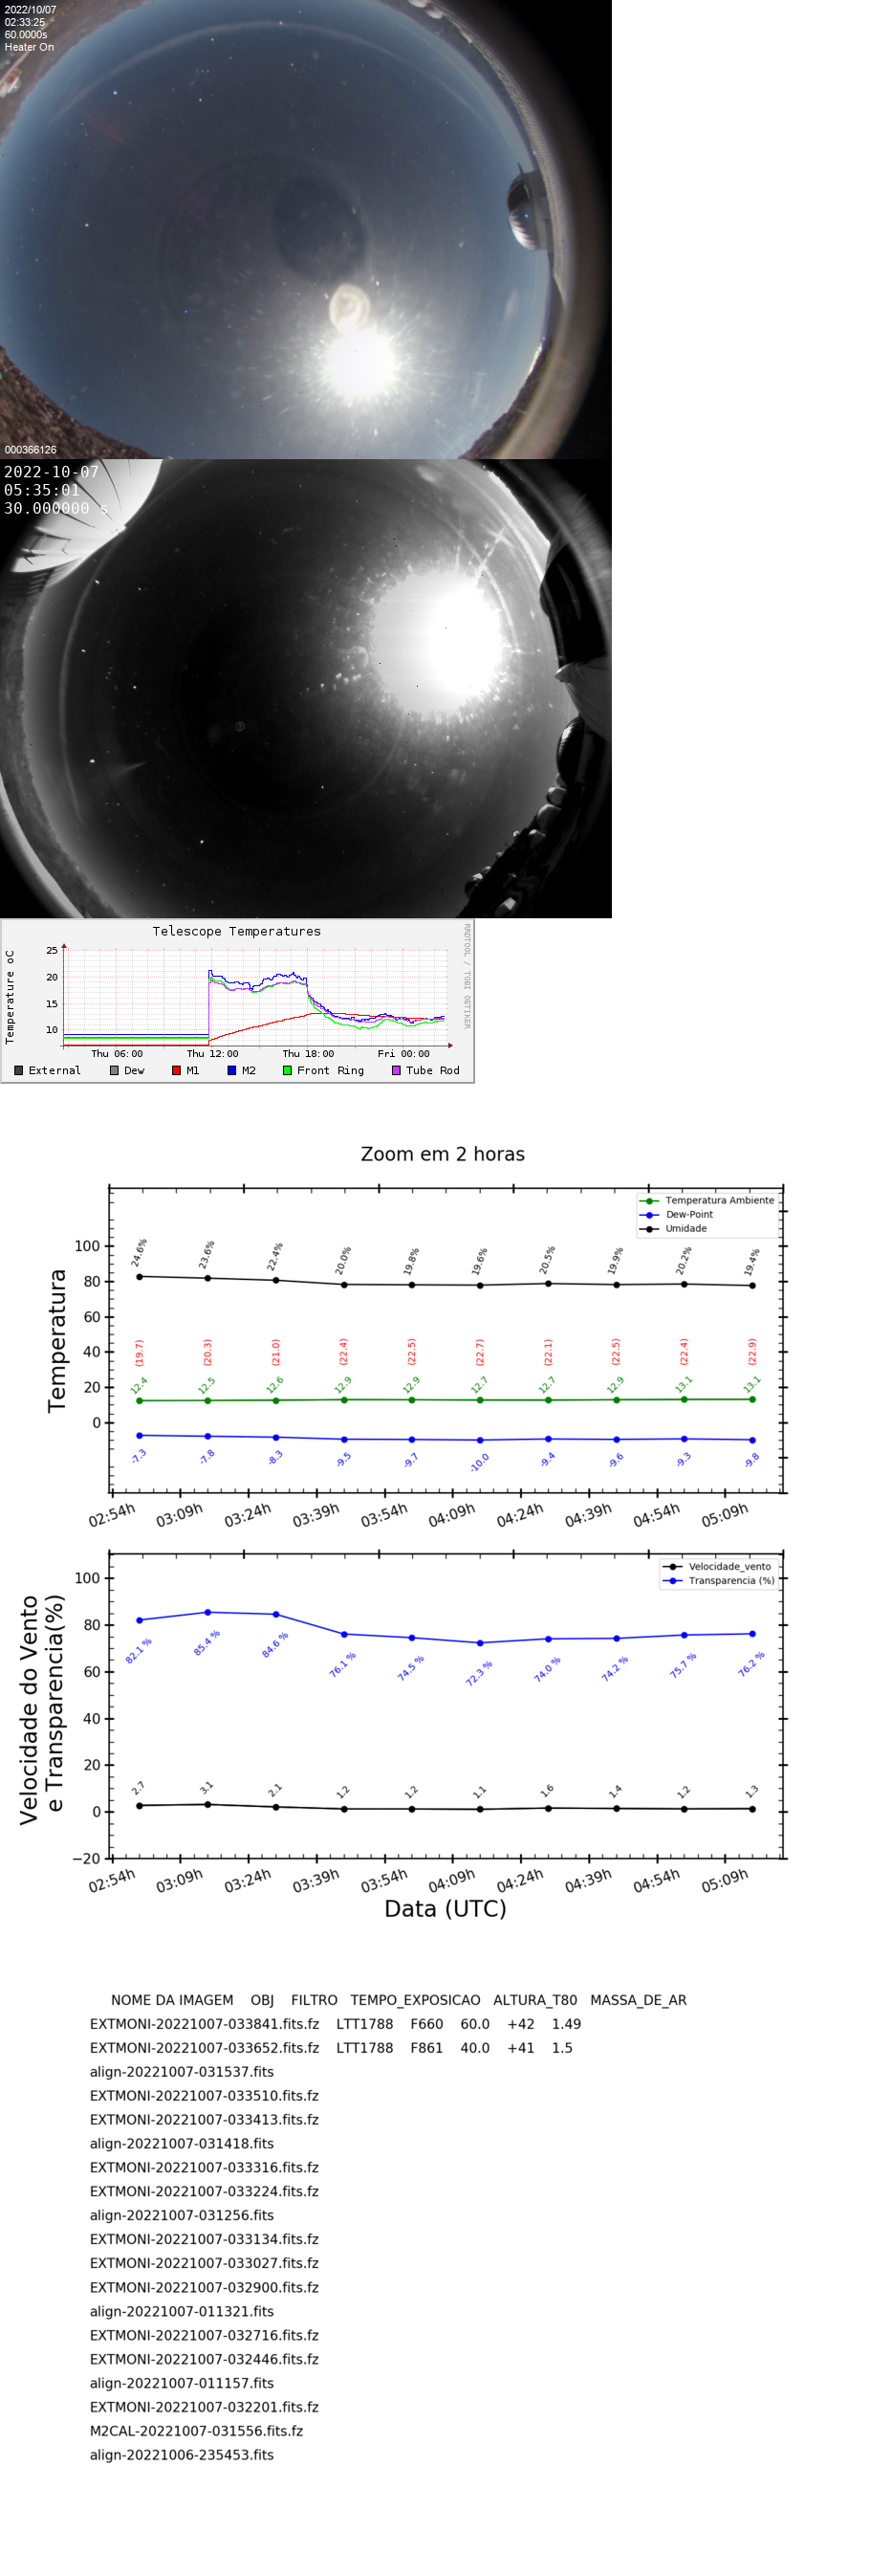 2022/10/07
02:33:25
60.0000s
Heater On
000366126
2022-10-07
05:35:01
30.000000 s
Telescope Temperatures
RRDTOOL / TOBI OETIKER
Temperature oC
25
20
15
10
Thu 06:00 Thu 12:00 Thu 18:00 Fri 00:00
External Dew M1 M2 Front Ring Tube Rod
Zoom em 2 horas
Temperatura Ambiente
Dew-Point
Umidade
Temperatura
100
80
60
40
20
0
24.6% 23.6% 22.4% 20.0% 19.8% 19.6% 20.5% 19.9% 20.2% 19.4%
(19.7) (20.3) (21.0) (22.4) (22.5) (22.7) (22.1) (22.5) (22.4) (22.9)
12.4 12.5 12.6 12.9 12.9 12.7 12.7 12.9 13.1 13.1
-7.3 -7.8 -8.3 -9.5 -9.7 -10.0 -9.4 -9.6 -9.3 -9.8
02:54h 03:09h 03:24h 03:39h 03:54h 04:09h 04:24h 04:39h 04:54h 05:09h
Velocidade_vento
Transparencia (%)
Velocidade do Vento
e Transparencia(%)
100
80
60
40
20
0
−20
82.1 % 85.4 % 84.6 % 76.1 % 74.5 % 72.3 % 74.0 % 74.2 % 75.7 % 76.2 %
2.7 3.1 2.1 1.2 1.2 1.1 1.6 1.4 1.2 1.3
02:54h 03:09h 03:24h 03:39h 03:54h 04:09h 04:24h 04:39h 04:54h 05:09h
Data (UTC)
NOME DA IMAGEM OBJ FILTRO TEMPO_EXPOSICAO ALTURA_T80 MASSA_DE_AR
EXTMONI-20221007-033841.fits.fz LTT1788 F660 60.0 +42 1.49
EXTMONI-20221007-033652.fits.fz LTT1788 F861 40.0 +41 1.5
align-20221007-031537.fits
EXTMONI-20221007-033510.fits.fz
EXTMONI-20221007-033413.fits.fz
align-20221007-031418.fits
EXTMONI-20221007-033316.fits.fz
EXTMONI-20221007-033224.fits.fz
align-20221007-031256.fits
EXTMONI-20221007-033134.fits.fz
EXTMONI-20221007-033027.fits.fz
EXTMONI-20221007-032900.fits.fz
align-20221007-011321.fits
EXTMONI-20221007-032716.fits.fz
EXTMONI-20221007-032446.fits.fz
align-20221007-011157.fits
EXTMONI-20221007-032201.fits.fz
M2CAL-20221007-031556.fits.fz
align-20221006-235453.fits